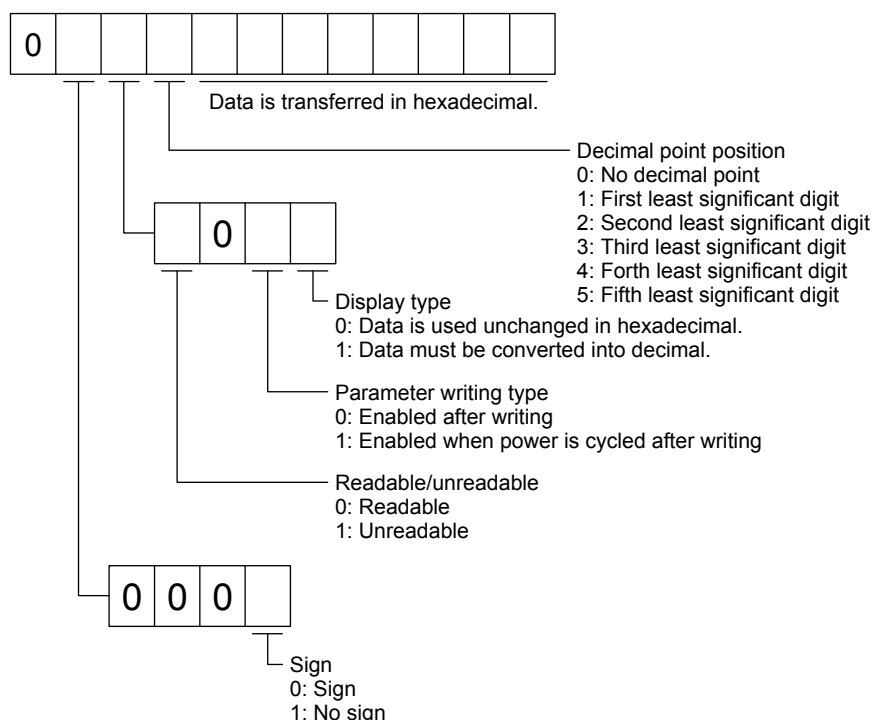 0
Data is transferred in hexadecimal.
Decimal point position
0: No decimal point
1: First least significant digit
2: Second least significant digit
3: Third least significant digit
4: Forth least significant digit
5: Fifth least significant digit
0
Display type
0: Data is used unchanged in hexadecimal.
1: Data must be converted into decimal.
Parameter writing type
0: Enabled after writing
1: Enabled when power is cycled after writing
Readable/unreadable
0: Readable
1: Unreadable
0 0 0
Sign
0: Sign
1: No sign